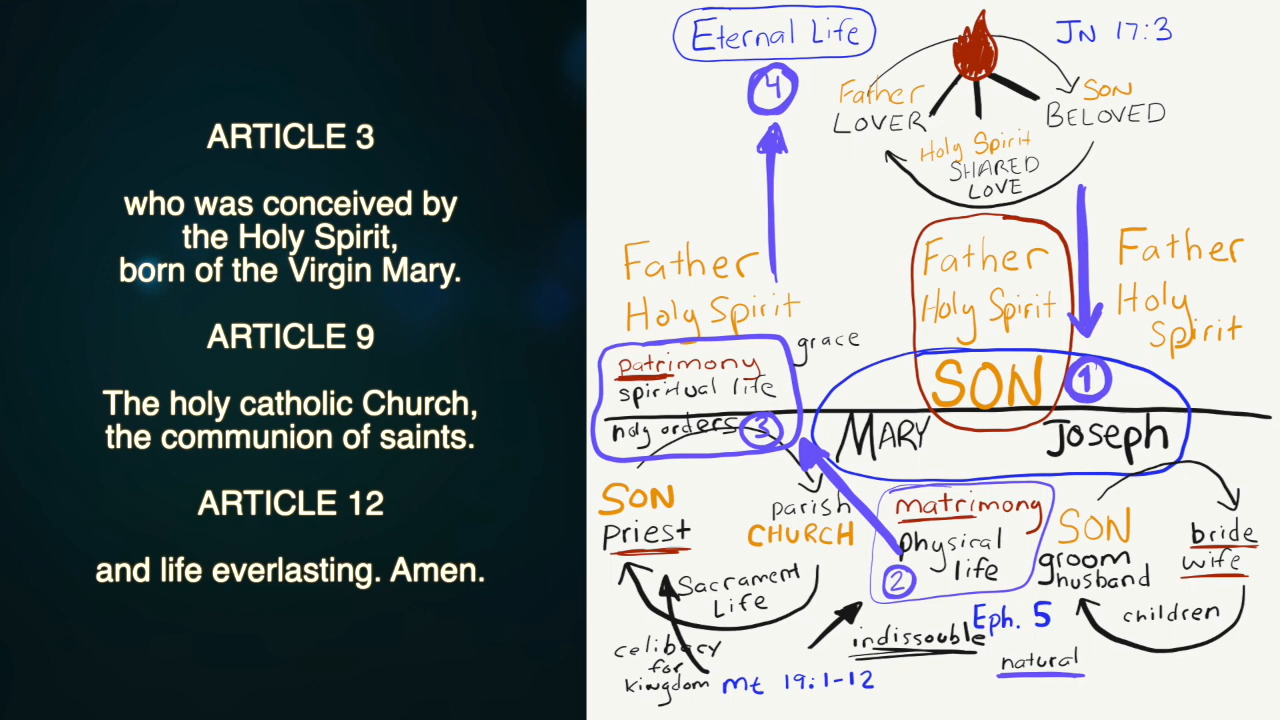 ARTICLE 3
who was conceived by
the Holy Spirit,
born of the Virgin Mary.
ARTICLE 9
The holy catholic Church,
the communion of saints.
ARTICLE 12
and life everlasting. Amen.
Eternal Life
4
JN 17:3
Father
LOVER
SON
BELOVED
Holy Spirit
SHARED
LOVE
Father
Holy Spirit
Father
Holy Spirit
SON
1
Father
Holy
Spirit
grace
patrimony
spiritual life
holy orders 3
MARY
Joseph
SON
priest
parish
CHURCH
Sacrament
Life
celibacy
for
kingdom
mt 19:1-12
matrimony
physical
life
2
indissouble
Eph. 5
natural
SON
groom
husband
bride
wife
children